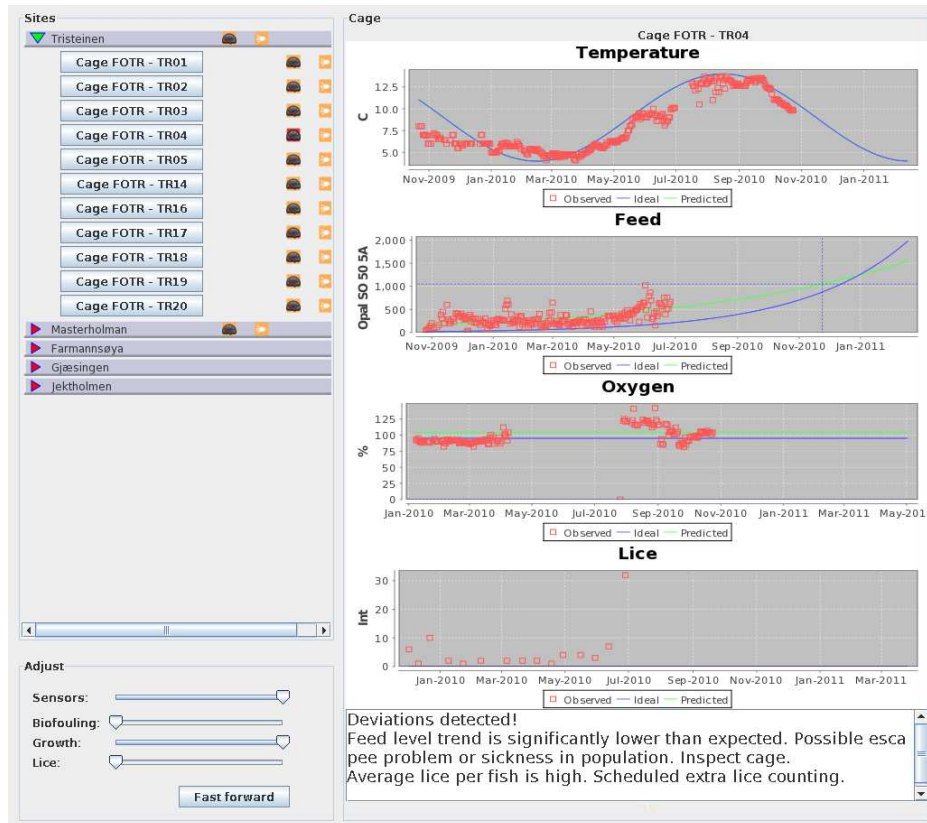 Sites
Tristeinen
Cage FOTR - TR01
Cage FOTR - TR02
Cage FOTR - TR03
Cage FOTR - TR04
Cage FOTR - TR05
Cage FOTR - TR14
Cage FOTR - TR16
Cage FOTR - TR17
Cage FOTR - TR18
Cage FOTR - TR19
Cage FOTR - TR20
Masterholman
Farmannsøya
Gjæsingen
Jektholmen
Adjust
Sensors:
Biofouling:
Growth:
Lice:
Fast forward
Cage
Cage FOTR - TR04
Temperature
C
12.5
10.0
7.5
5.0
Nov-2009 Jan-2010 Mar-2010 May-2010 Jul-2010 Sep-2010 Nov-2010 Jan-2011
Observed Ideal Predicted
Feed
Opal SO 50 5A
2,000
1,500
1,000
500
0
Nov-2009 Jan-2010 Mar-2010 May-2010 Jul-2010 Sep-2010 Nov-2010 Jan-2011
Observed Ideal Predicted
Oxygen
%
125
100
75
50
25
0
Jan-2010 Mar-2010 May-2010 Jul-2010 Sep-2010 Nov-2010 Jan-2011 Mar-2011 May-201
Observed Ideal Predicted
Lice
Int
30
20
10
0
Jan-2010 Mar-2010 May-2010 Jul-2010 Sep-2010 Nov-2010 Jan-2011 Mar-2011
Observed Ideal Predicted
Deviations detected!
Feed level trend is significantly lower than expected. Possible esca
pee problem or sickness in population. Inspect cage.
Average lice per fish is high. Scheduled extra lice counting.